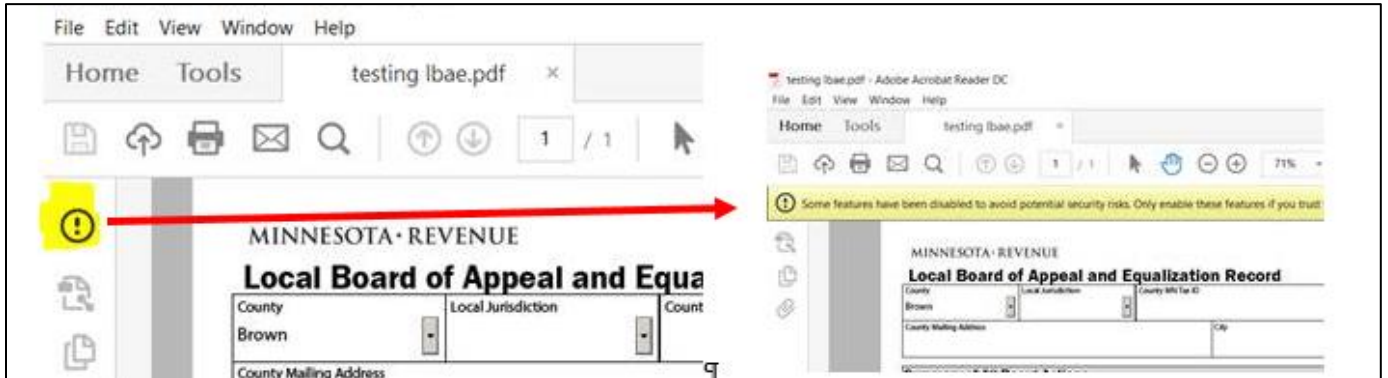 File Edit View Window Help
Home Tools testing lbae.pdf ×
1 / 1
MINNESOTA·REVENUE
Local Board of Appeal and Equa
County Local Jurisdiction Count
Brown
County Mailing Address
¶
testing lbae.pdf - Adobe Acrobat Reader DC
File Edit View Window Help
Home Tools testing lbae.pdf ×
1 / 1 71%
Some features have been disabled to avoid potential security risks. Only enable these features if you trust
MINNESOTA·REVENUE
Local Board of Appeal and Equalization Record
County Local Jurisdiction County MN Tax ID
Brown
County Mailing Address City